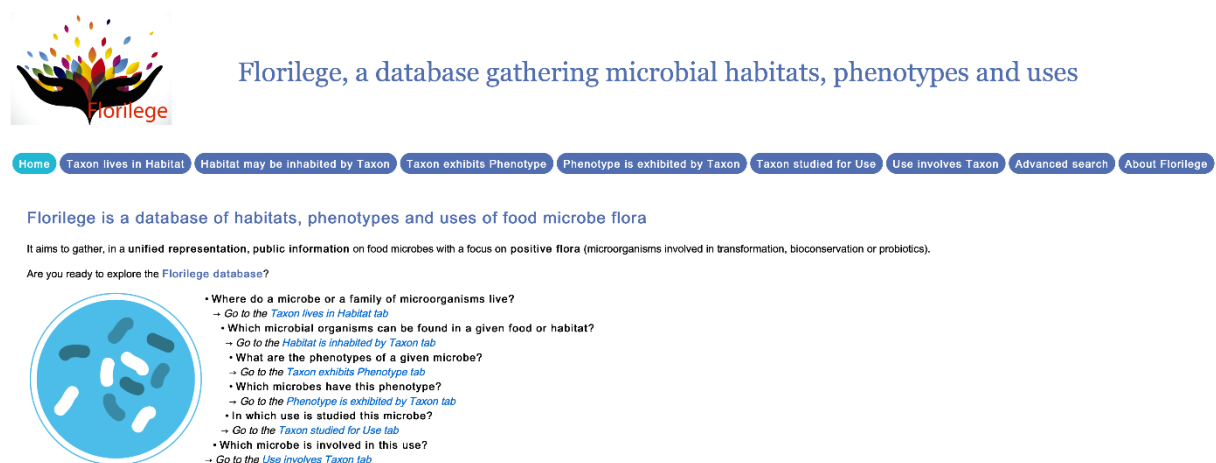 Florilege
Florilege, a database gathering microbial habitats, phenotypes and uses
Home Taxon lives in Habitat Habitat may be inhabited by Taxon Taxon exhibits Phenotype Phenotype is exhibited by Taxon Taxon studied for Use Use involves Taxon Advanced search About Florilege
Florilege is a database of habitats, phenotypes and uses of food microbe flora
It aims to gather, in a unified representation, public information on food microbes with a focus on positive flora (microorganisms involved in transformation, bioconservation or probiotics).
Are you ready to explore the Florilege database?
• Where do a microbe or a family of microorganisms live?
→ Go to the Taxon lives in Habitat tab
• Which microbial organisms can be found in a given food or habitat?
→ Go to the Habitat is inhabited by Taxon tab
• What are the phenotypes of a given microbe?
→ Go to the Taxon exhibits Phenotype tab
• Which microbes have this phenotype?
→ Go to the Phenotype is exhibited by Taxon tab
• In which use is studied this microbe?
→ Go to the Taxon studied for Use tab
• Which microbe is involved in this use?
→ Go to the Use involves Taxon tab